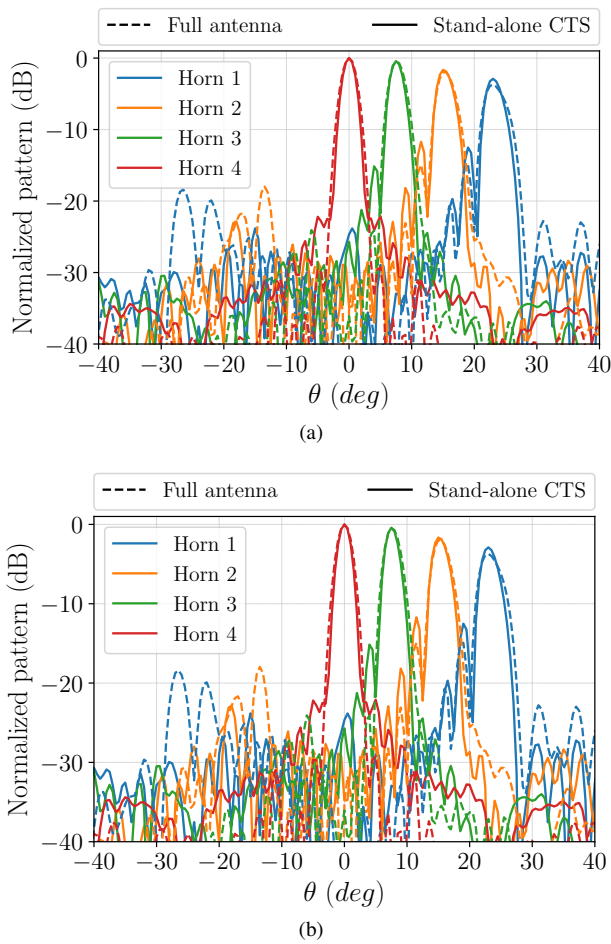 Full antenna Stand-alone CTS
Normalized pattern (dB)
0
−10
−20
−30
−40
Horn 1
Horn 2
Horn 3
Horn 4
−40 −30 −20 −10 0 10 20 30 40
θ (deg)
(a)
Full antenna Stand-alone CTS
Normalized pattern (dB)
0
−10
−20
−30
−40
Horn 1
Horn 2
Horn 3
Horn 4
−40 −30 −20 −10 0 10 20 30 40
θ (deg)
(b)